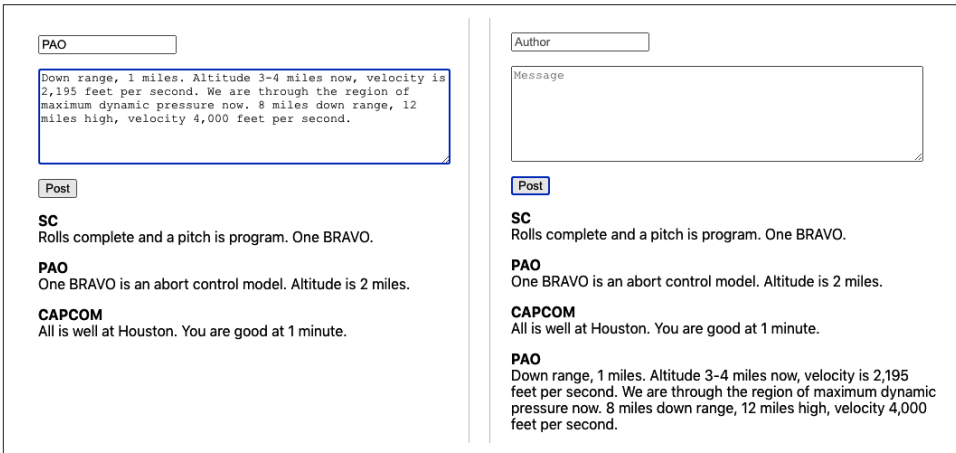 PAO
Down range, 1 miles. Altitude 3-4 miles now, velocity is
2,195 feet per second. We are through the region of
maximum dynamic pressure now. 8 miles down range, 12
miles high, velocity 4,000 feet per second.
Post
SC
Rolls complete and a pitch is program. One BRAVO.
PAO
One BRAVO is an abort control model. Altitude is 2 miles.
CAPCOM
All is well at Houston. You are good at 1 minute.
Author
Message
Post
SC
Rolls complete and a pitch is program. One BRAVO.
PAO
One BRAVO is an abort control model. Altitude is 2 miles.
CAPCOM
All is well at Houston. You are good at 1 minute.
PAO
Down range, 1 miles. Altitude 3-4 miles now, velocity is 2,195
feet per second. We are through the region of maximum dynamic
pressure now. 8 miles down range, 12 miles high, velocity 4,000
feet per second.